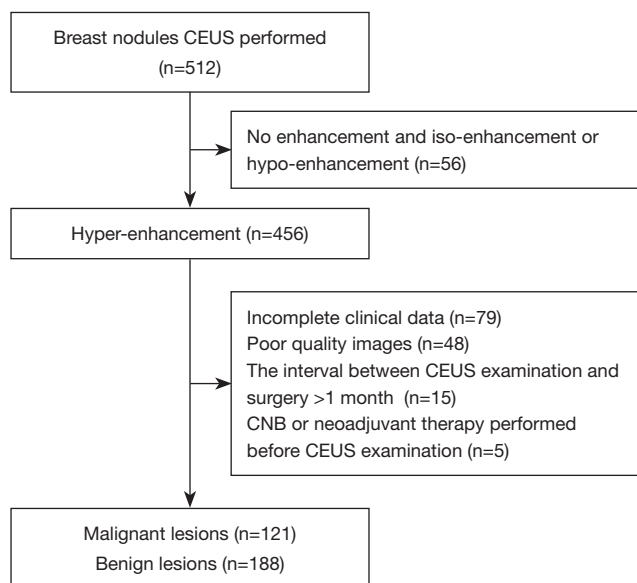 Breast nodules CEUS performed
(n=512)
No enhancement and iso-enhancement or
hypo-enhancement (n=56)
Hyper-enhancement (n=456)
Incomplete clinical data (n=79)
Poor quality images (n=48)
The interval between CEUS examination and
surgery >1 month (n=15)
CNB or neoadjuvant therapy performed
before CEUS examination (n=5)
Malignant lesions (n=121)
Benign lesions (n=188)